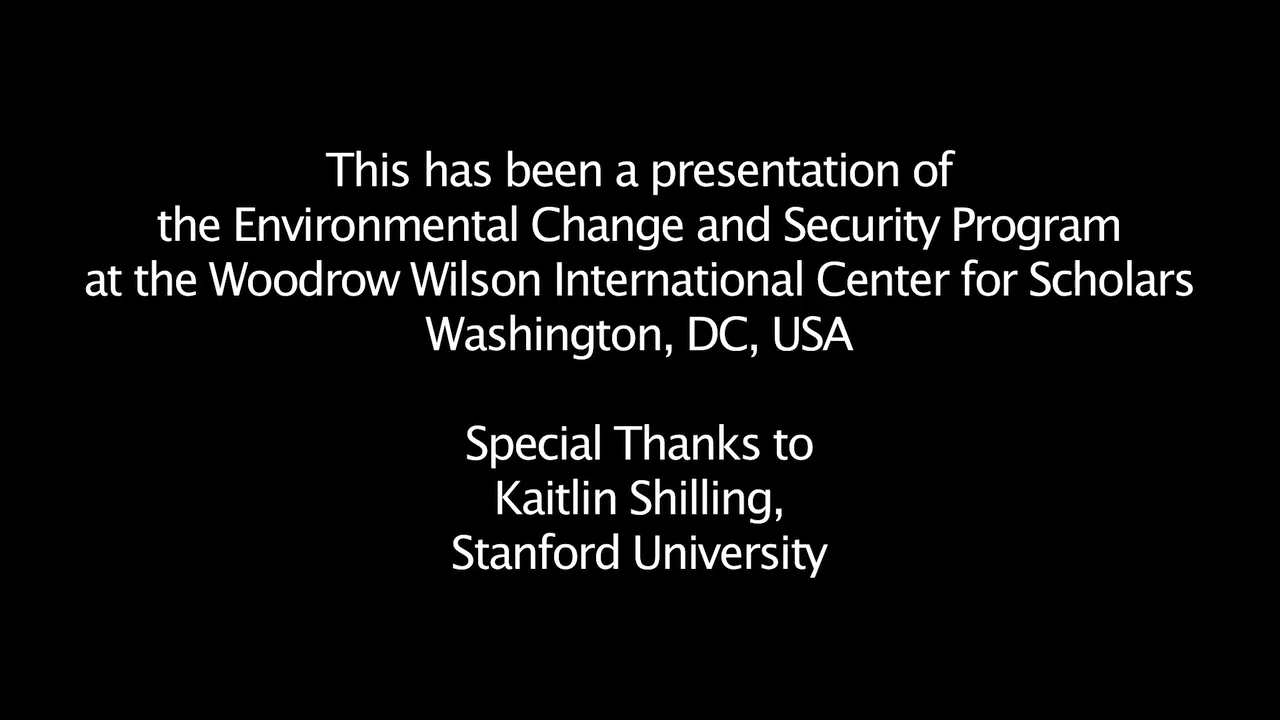 This has been a presentation of
the Environmental Change and Security Program
at the Woodrow Wilson International Center for Scholars
Washington, DC, USA
Special Thanks to
Kaitlin Shilling,
Stanford University